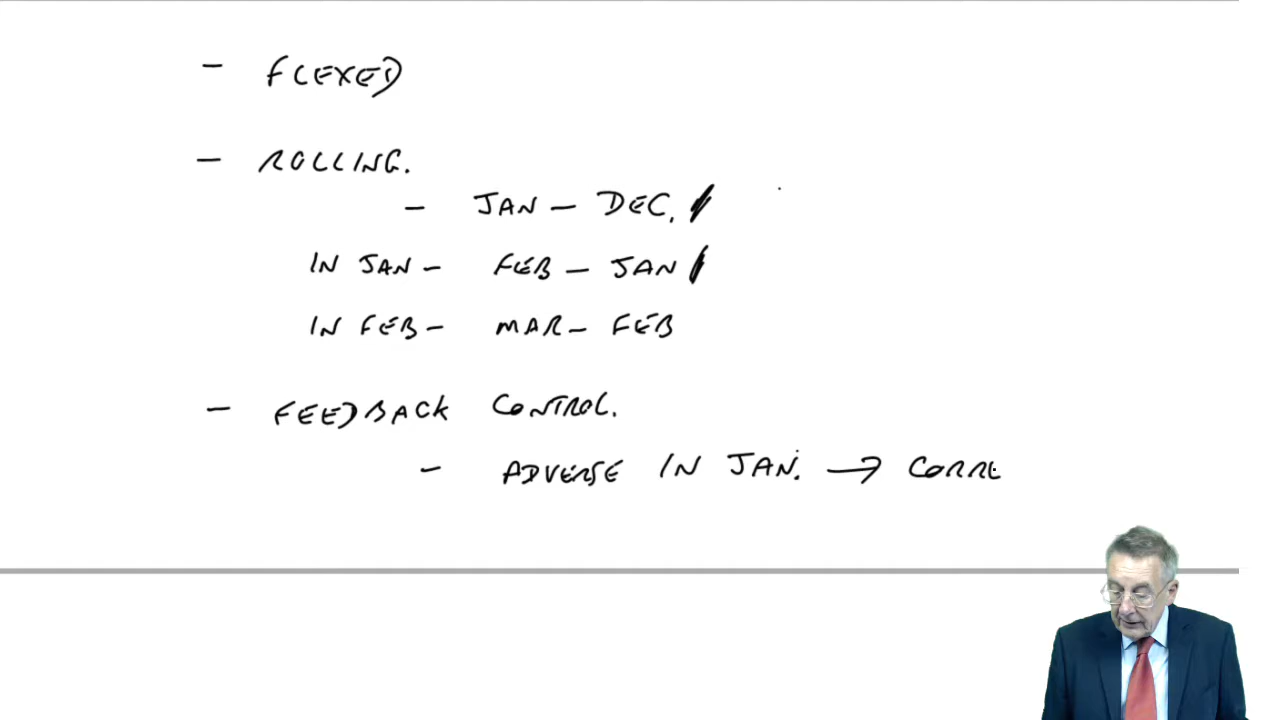 - FLEXED
- ROLLING.
- JAN - DEC.
IN JAN - FEB - JAN
IN FEB - MAR - FEB
- FEEDBACK CONTROL.
- ADVERSE IN JAN. → CORRE